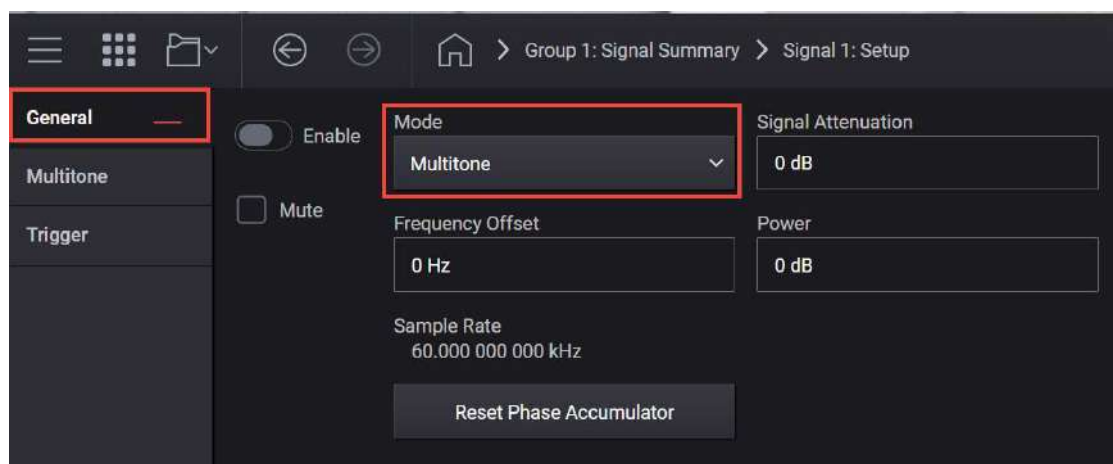 Group 1: Signal Summary > Signal 1: Setup
General
Multitone
Trigger
Enable
Mute
Mode
Multitone
Signal Attenuation
0 dB
Frequency Offset
0 Hz
Power
0 dB
Sample Rate
60.000 000 000 kHz
Reset Phase Accumulator